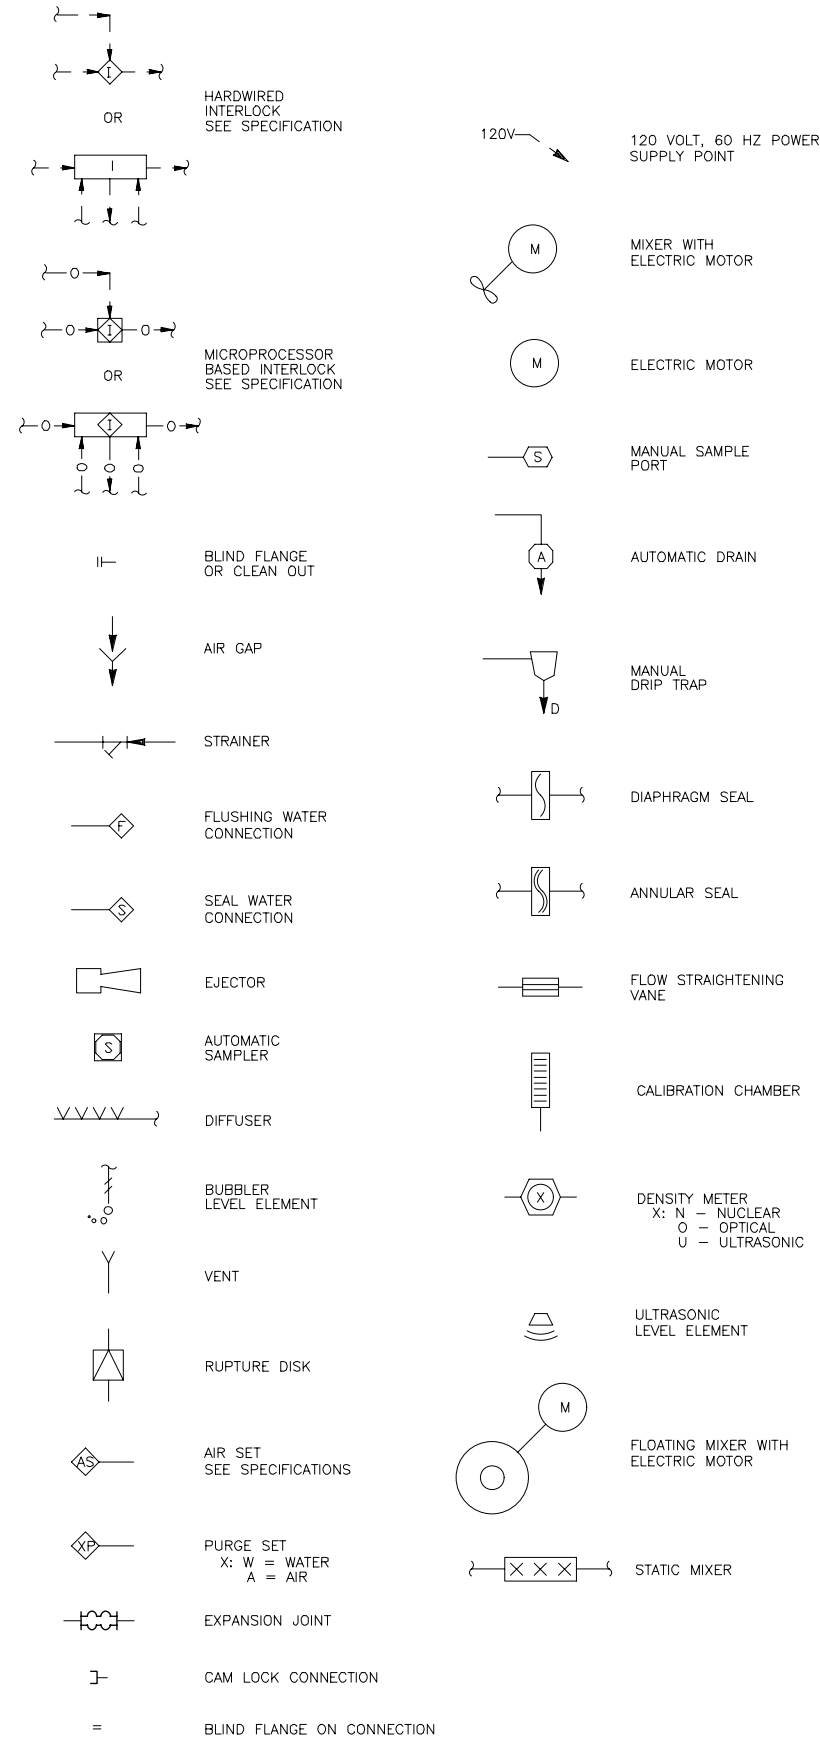 I
OR
HARDWIRED
INTERLOCK
SEE SPECIFICATION
I
O
O I O
OR
MICROPROCESSOR
BASED INTERLOCK
SEE SPECIFICATION
O I O
O O O
BLIND FLANGE
OR CLEAN OUT
AIR GAP
STRAINER
F
FLUSHING WATER
CONNECTION
S
SEAL WATER
CONNECTION
EJECTOR
S
AUTOMATIC
SAMPLER
DIFFUSER
BUBBLER
LEVEL ELEMENT
VENT
RUPTURE DISK
AS
AIR SET
SEE SPECIFICATIONS
XP
PURGE SET
X: W = WATER
A = AIR
EXPANSION JOINT
CAM LOCK CONNECTION
BLIND FLANGE ON CONNECTION
120V
120 VOLT, 60 HZ POWER
SUPPLY POINT
M
MIXER WITH
ELECTRIC MOTOR
M
ELECTRIC MOTOR
S
MANUAL SAMPLE
PORT
A
AUTOMATIC DRAIN
D
MANUAL
DRIP TRAP
DIAPHRAGM SEAL
ANNULAR SEAL
FLOW STRAIGHTENING
VANE
CALIBRATION CHAMBER
X
DENSITY METER
X: N – NUCLEAR
O – OPTICAL
U – ULTRASONIC
ULTRASONIC
LEVEL ELEMENT
M
FLOATING MIXER WITH
ELECTRIC MOTOR
X X X
STATIC MIXER